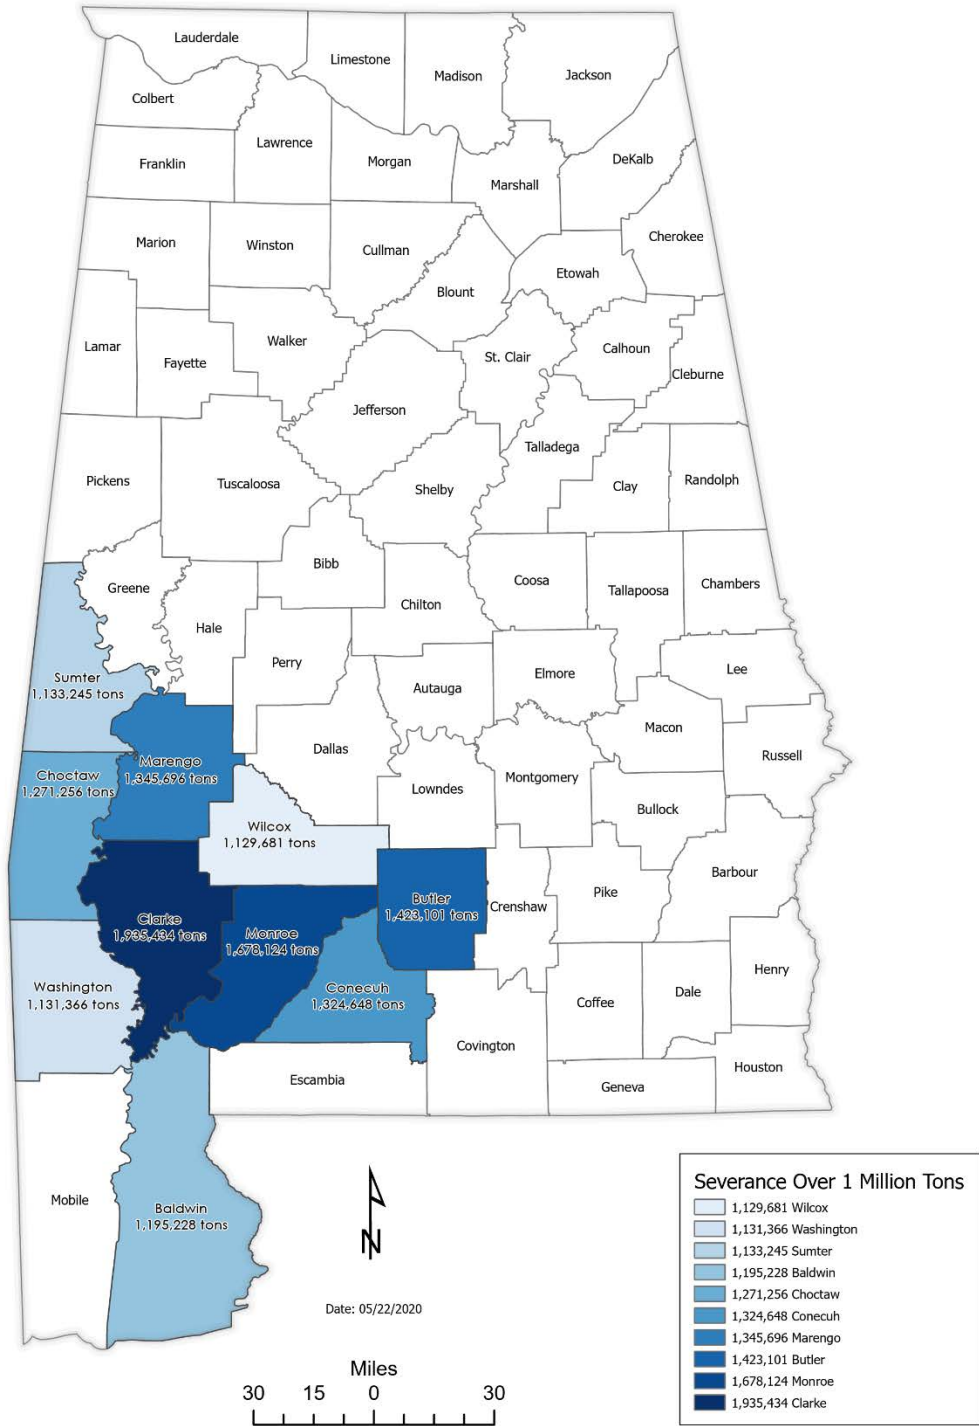 Lauderdale
Limestone
Madison
Jackson
Colbert
Lawrence
Franklin
Morgan
DeKalb
Marshall
Marion
Winston
Cullman
Cherokee
Etowah
Blount
Lamar
Fayette
Walker
St. Clair
Calhoun
Cleburne
Jefferson
Talladega
Pickens
Tuscaloosa
Shelby
Clay
Randolph
Bibb
Greene
Chilton
Coosa
Tallapoosa
Chambers
Hale
Perry
Autauga
Elmore
Lee
Sumter
1,133,245 tons
Macon
Dallas
Russell
Marengo
1,345,696 tons
Choctaw
1,271,256 tons
Lowndes
Montgomery
Bullock
Wilcox
1,129,681 tons
Barbour
Pike
Butler
1,423,101 tons
Crenshaw
Clarke
1,935,434 tons
Monroe
1,678,124 tons
Henry
Washington
1,131,366 tons
Conecuh
1,324,648 tons
Coffee
Dale
Covington
Houston
Escambia
Geneva
Mobile
Baldwin
1,195,228 tons
N
Date: 05/22/2020
Miles
30 15 0 30
Severance Over 1 Million Tons
1,129,681 Wilcox
1,131,366 Washington
1,133,245 Sumter
1,195,228 Baldwin
1,271,256 Choctaw
1,324,648 Conecuh
1,345,696 Marengo
1,423,101 Butler
1,678,124 Monroe
1,935,434 Clarke